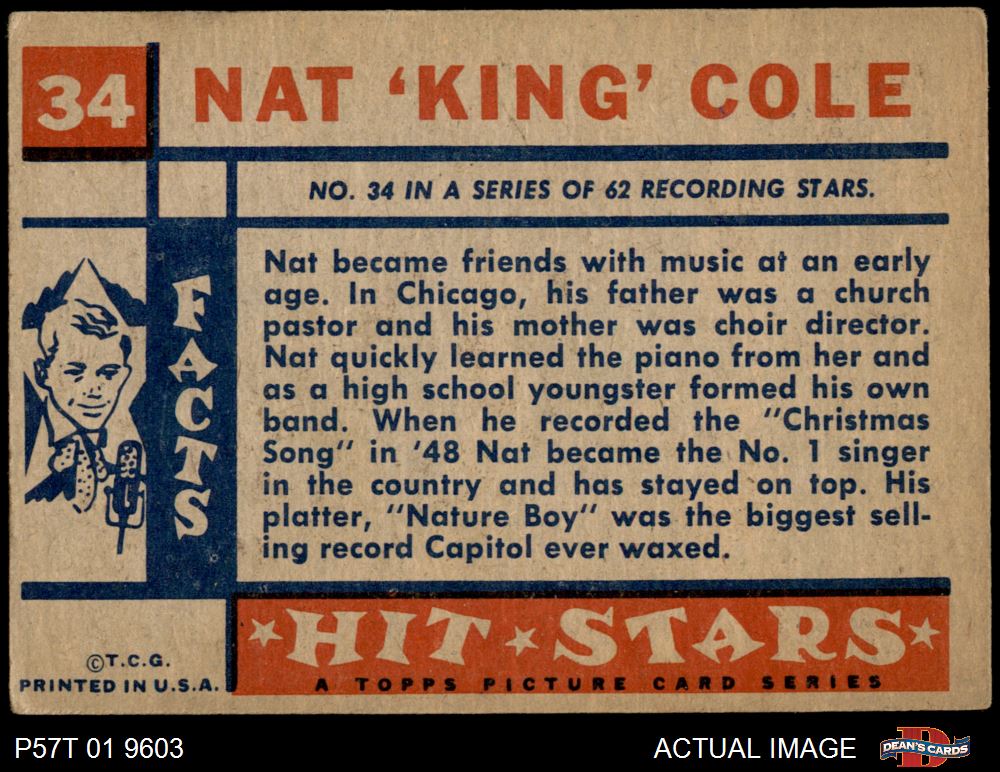 34
NAT ‘KING’ COLE
NO. 34 IN A SERIES OF 62 RECORDING STARS.
FACTS
Nat became friends with music at an early
age. In Chicago, his father was a church
pastor and his mother was choir director.
Nat quickly learned the piano from her and
as a high school youngster formed his own
band. When he recorded the "Christmas
Song" in '48 Nat became the No. 1 singer
in the country and has stayed on top. His
platter, "Nature Boy" was the biggest sell-
ing record Capitol ever waxed.
©T.C.G.
PRINTED IN U.S.A.
HIT STARS
A TOPPS PICTURE CARD SERIES
P57T 01 9603
ACTUAL IMAGE
D
DEAN'S CARDS